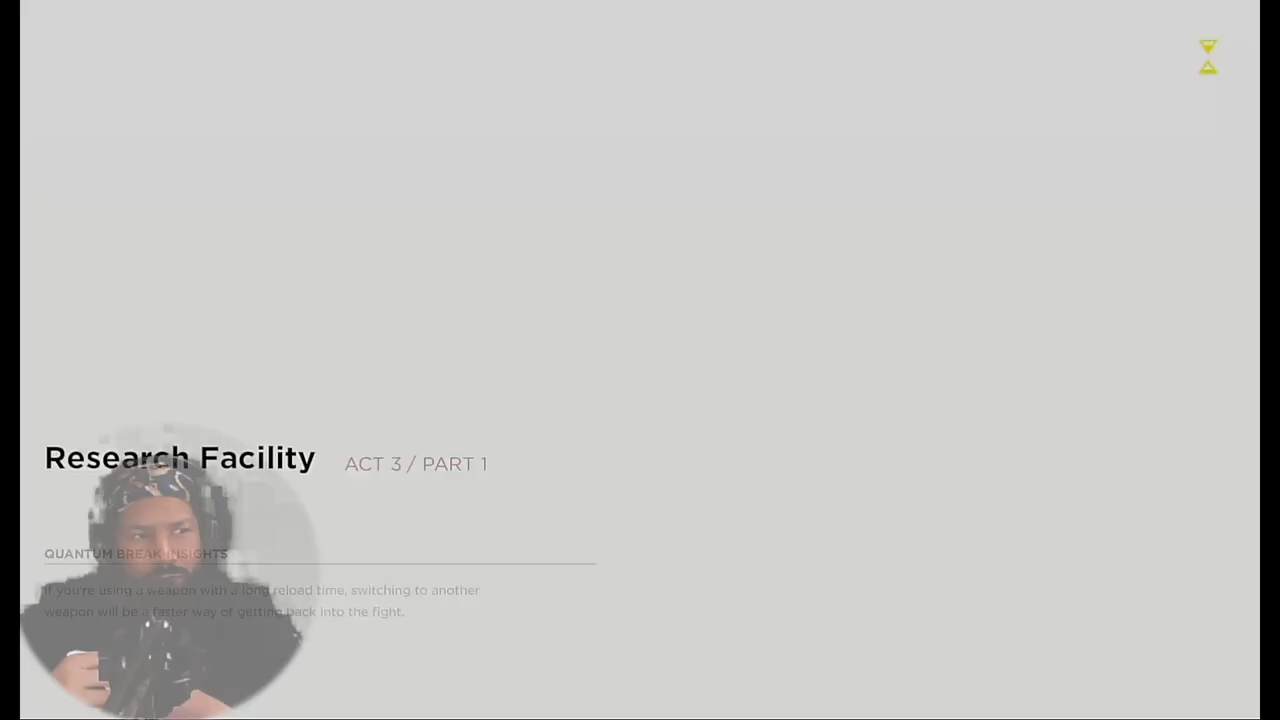 Research Facility ACT 3 / PART 1
QUANTUM BREAK INSIGHTS
If you're using a weapon with a long reload time, switching to another
weapon will be a faster way of getting back into the fight.